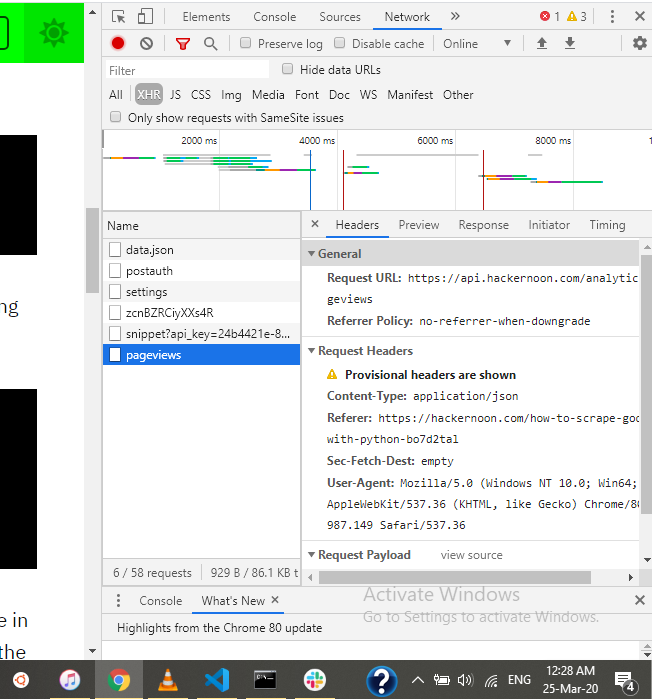 Elements Console Sources Network 1 3
Preserve log Disable cache Online
Filter Hide data URLs
All XHR JS CSS Img Media Font Doc WS Manifest Other
Only show requests with SameSite issues
2000 ms 4000 ms 6000 ms 8000 ms 1
Name
data.json
postauth
settings
zcnBZRCiyXXs4R
snippet?api_key=24b4421e-8...
pageviews
6 / 58 requests 929 B / 86.1 KB t
Headers Preview Response Initiator Timing
General
Request URL: https://api.hackernoon.com/analytic
geviews
Referrer Policy: no-referrer-when-downgrade
Request Headers
Provisional headers are shown
Content-Type: application/json
Referer: https://hackernoon.com/how-to-scrape-goo
with-python-bo7d2tal
Sec-Fetch-Dest: empty
User-Agent: Mozilla/5.0 (Windows NT 10.0; Win64;
AppleWebKit/537.36 (KHTML, like Gecko) Chrome/80
987.149 Safari/537.36
Request Payload view source
ng
e in
the
Console What's New
Highlights from the Chrome 80 update
Activate Windows
Go to Settings to activate Windows.
ENG
12:28 AM
25-Mar-20
4